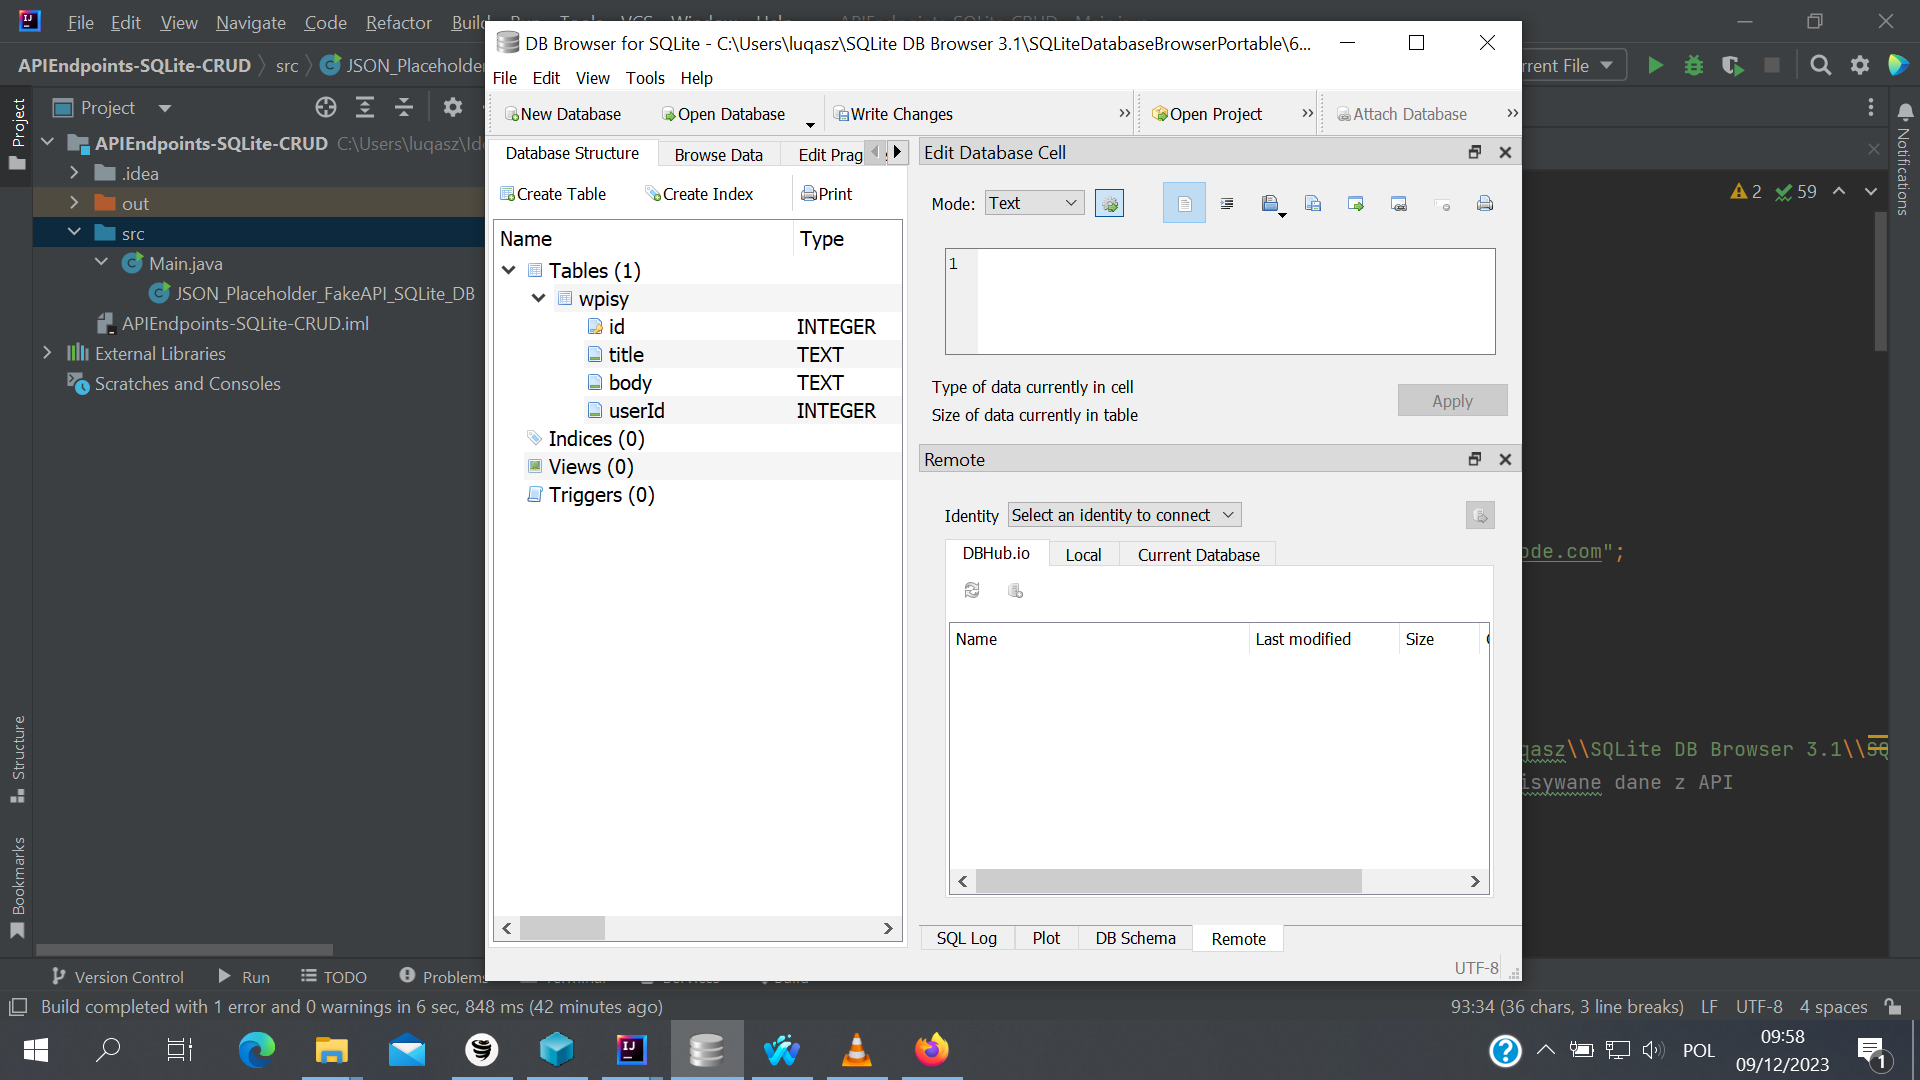 File Edit View Navigate Code Refactor Build
APIEndpoints-SQLite-CRUD src JSON_Placeholder
rrent File
Project
APIEndpoints-SQLite-CRUD C:\Users\luqasz\Ide
.idea
out
src
Main.java
JSON_Placeholder_FakeAPI_SQLite_DB
APIEndpoints-SQLite-CRUD.iml
External Libraries
Scratches and Consoles
Project
Structure
Bookmarks
Notifications
2 59
ode.com";
qasz\\SQLite DB Browser 3.1\\SQ
isywane dane z API
DB Browser for SQLite - C:\Users\luqasz\SQLite DB Browser 3.1\SQLiteDatabaseBrowserPortable\6...
File Edit View Tools Help
New Database Open Database Write Changes Open Project Attach Database
Database Structure Browse Data Edit Prag
Create Table Create Index Print
Name Type
Tables (1)
wpisy
id INTEGER
title TEXT
body TEXT
userId INTEGER
Indices (0)
Views (0)
Triggers (0)
Edit Database Cell
Mode: Text
1
Type of data currently in cell
Size of data currently in table
Apply
Remote
Identity Select an identity to connect
DBHub.io Local Current Database
Name Last modified Size
SQL Log Plot DB Schema Remote
UTF-8
Version Control Run TODO Problems
Build completed with 1 error and 0 warnings in 6 sec, 848 ms (42 minutes ago)
93:34 (36 chars, 3 line breaks) LF UTF-8 4 spaces
POL
09:58
09/12/2023
1